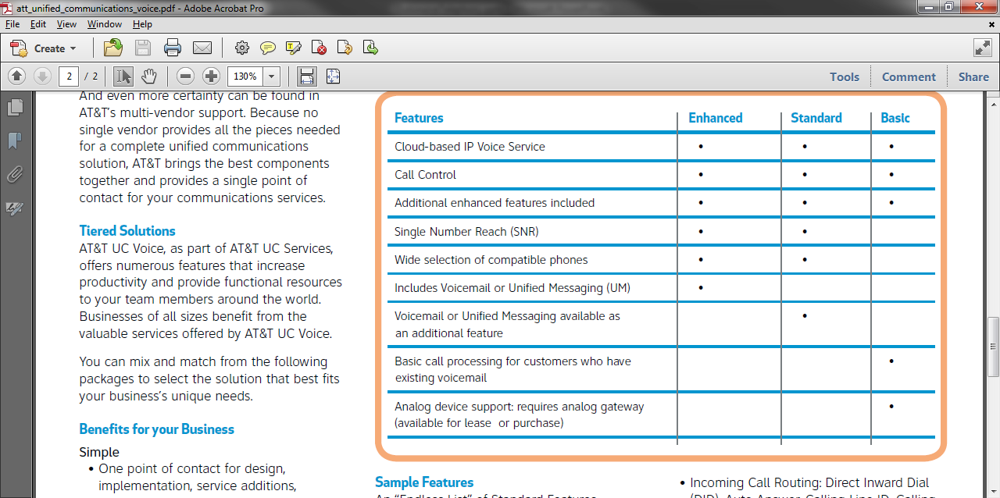 att_unified_communications_voice.pdf - Adobe Acrobat Pro
File Edit View Window Help
Create
2 / 2 130% Tools Comment Share
And even more certainty can be found in
AT&T's multi-vendor support. Because no
single vendor provides all the pieces needed
for a complete unified communications
solution, AT&T brings the best components
together and provides a single point of
contact for your communications services.
Tiered Solutions
AT&T UC Voice, as part of AT&T UC Services,
offers numerous features that increase
productivity and provide functional resources
to your team members around the world.
Businesses of all sizes benefit from the
valuable services offered by AT&T UC Voice.
You can mix and match from the following
packages to select the solution that best fits
your business's unique needs.
Benefits for your Business
Simple
• One point of contact for design,
implementation, service additions,
Features Enhanced Standard Basic
Cloud-based IP Voice Service • • •
Call Control • • •
Additional enhanced features included • • •
Single Number Reach (SNR) • •
Wide selection of compatible phones • •
Includes Voicemail or Unified Messaging (UM) •
Voicemail or Unified Messaging available as •
an additional feature
Basic call processing for customers who have •
existing voicemail
Analog device support: requires analog gateway •
(available for lease or purchase)
Sample Features
An "Endless List" of Standard Features
• Incoming Call Routing: Direct Inward Dial
(DID), Auto Answer, Calling Line ID, Calling